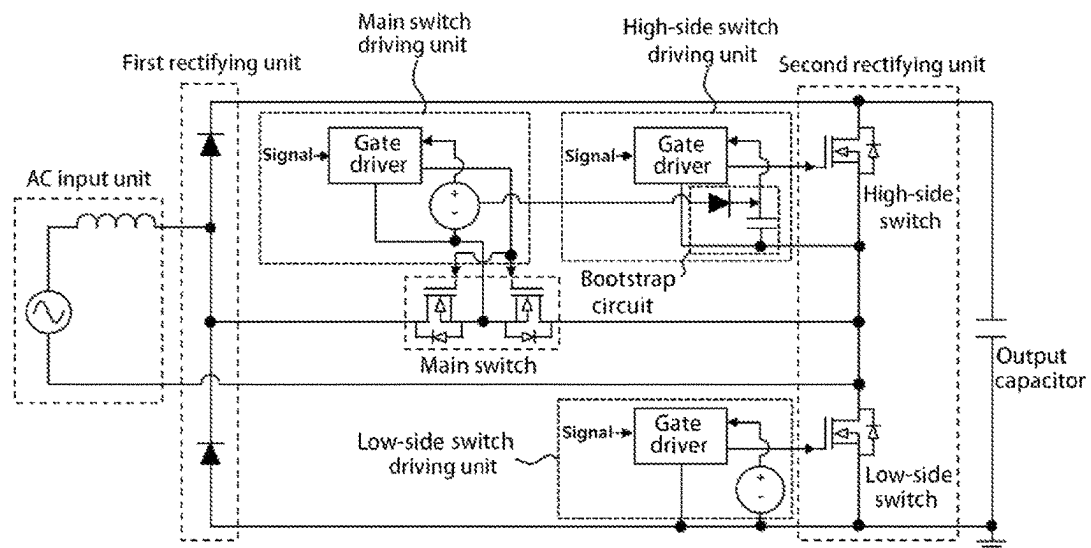 Main switch
driving unit
High-side switch
driving unit
First rectifying unit
Second rectifying unit
AC input unit
Signal
Gate
driver
+
-
Signal
Gate
driver
High-side
switch
Bootstrap
circuit
Main switch
Output
capacitor
Low-side switch
driving unit
Signal
Gate
driver
+
-
Low-side
switch